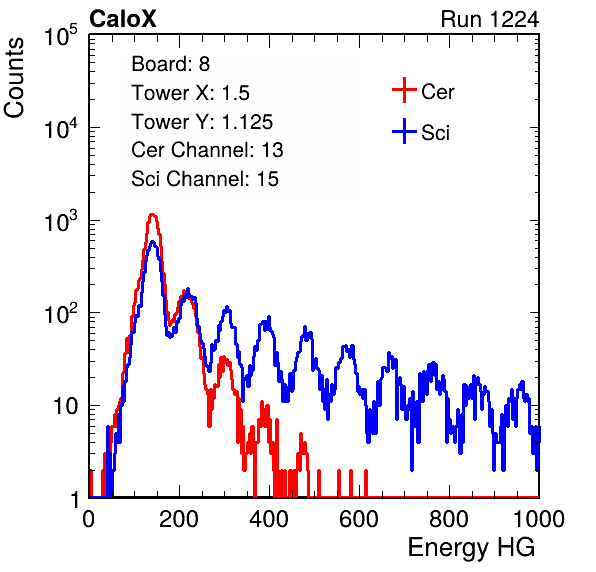 CaloX
Run 1224
Counts
10^5
10^4
10^3
10^2
10
1
Board: 8
Tower X: 1.5
Tower Y: 1.125
Cer Channel: 13
Sci Channel: 15
Cer
Sci
0 200 400 600 800 1000
Energy HG